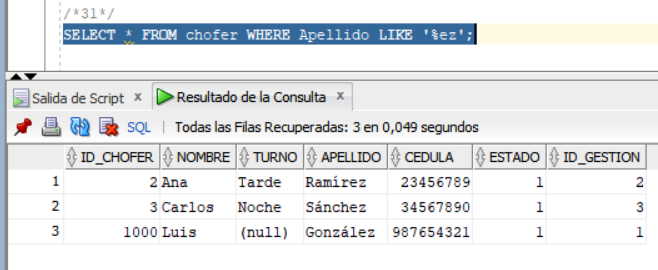 /*31*/
SELECT * FROM chofer WHERE Apellido LIKE '%ez';
Salida de Script x Resultado de la Consulta x
SQL | Todas las Filas Recuperadas: 3 en 0,049 segundos
ID_CHOFER NOMBRE TURNO APELLIDO CEDULA ESTADO ID_GESTION
1 2 Ana Tarde Ramírez 23456789 1 2
2 3 Carlos Noche Sánchez 34567890 1 3
3 1000 Luis (null) González 987654321 1 1